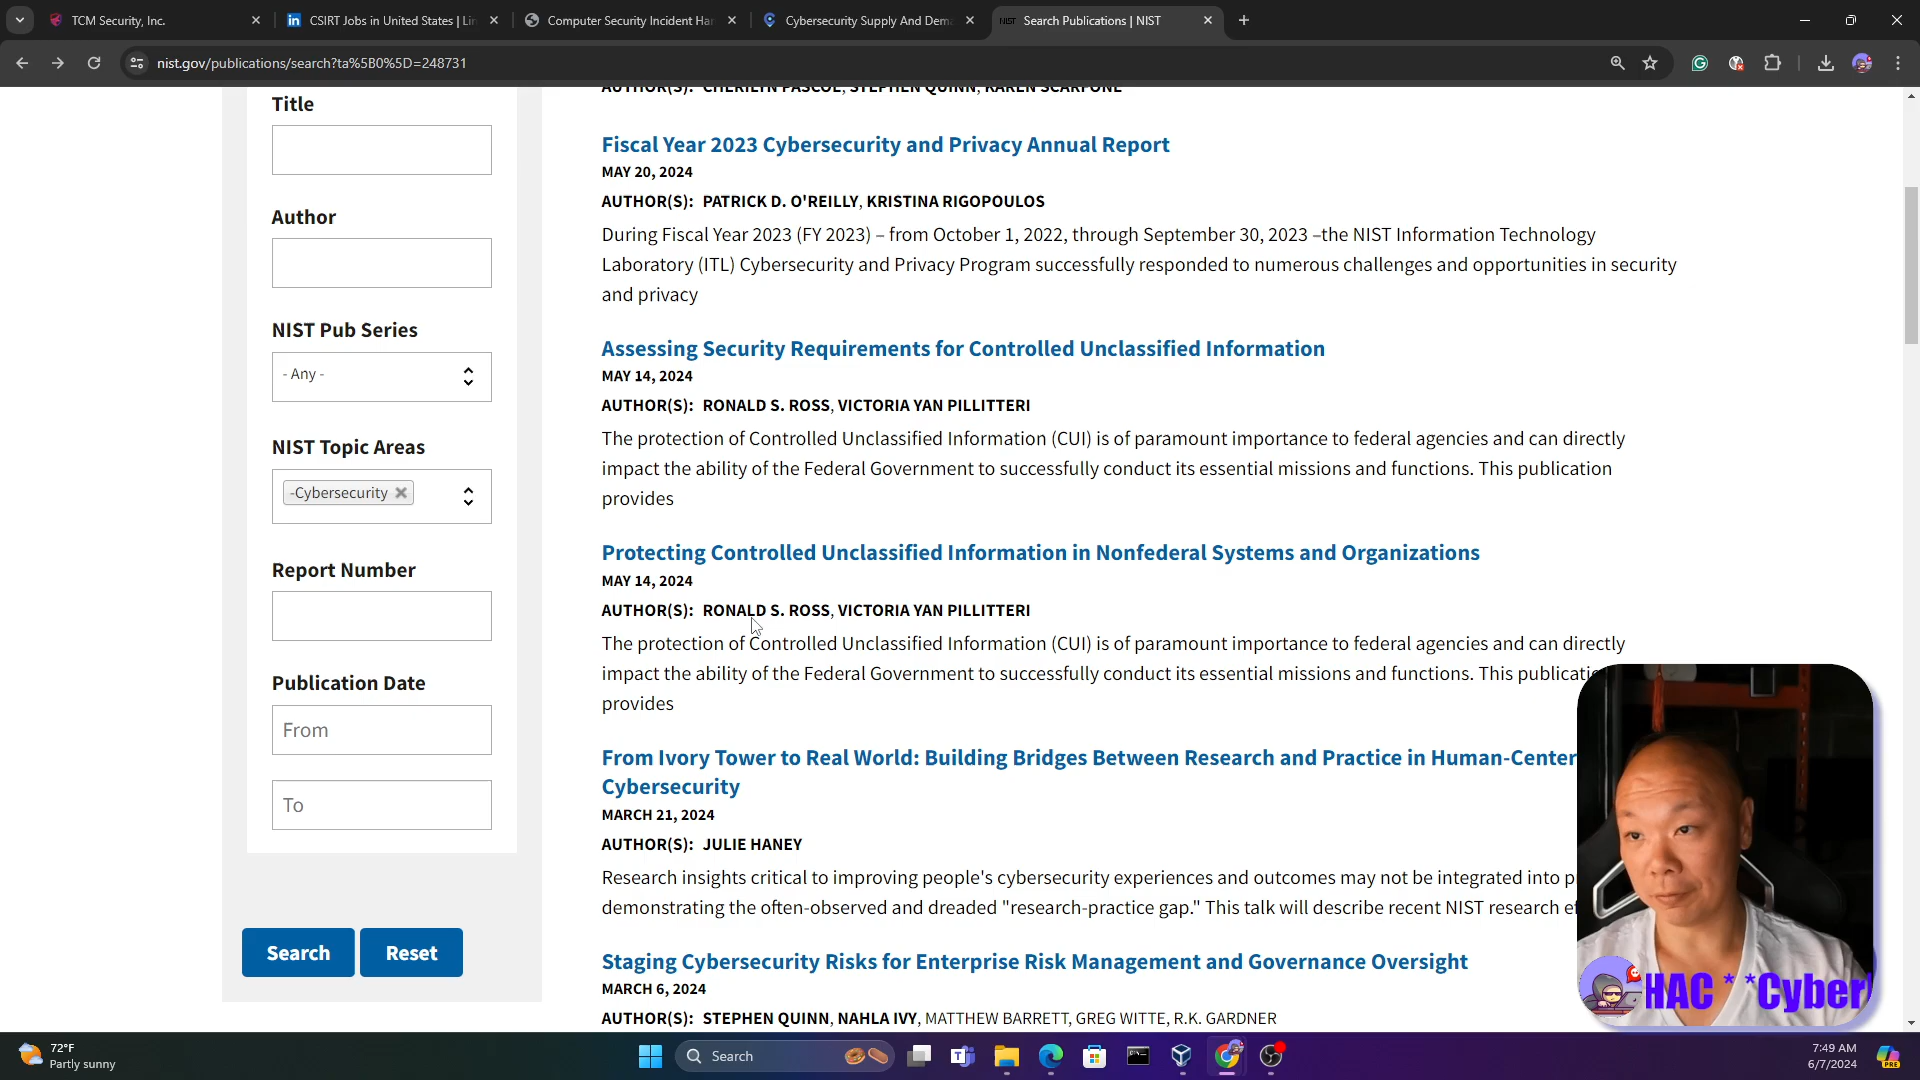 TCM Security, Inc.
CSIRT Jobs in United States | Lin
Computer Security Incident Han
Cybersecurity Supply And Dem
NIST
Search Publications | NIST
nist.gov/publications/search?ta%5B0%5D=248731
Title
Author
NIST Pub Series
- Any -
NIST Topic Areas
-Cybersecurity
Report Number
Publication Date
From
To
Search
Reset
AUTHOR(S): CHERILYN PASCOE, STEPHEN QUINN, KAREN SCARFONE
Fiscal Year 2023 Cybersecurity and Privacy Annual Report
MAY 20, 2024
AUTHOR(S): PATRICK D. O'REILLY, KRISTINA RIGOPOULOS
During Fiscal Year 2023 (FY 2023) – from October 1, 2022, through September 30, 2023 –the NIST Information Technology
Laboratory (ITL) Cybersecurity and Privacy Program successfully responded to numerous challenges and opportunities in security
and privacy
Assessing Security Requirements for Controlled Unclassified Information
MAY 14, 2024
AUTHOR(S): RONALD S. ROSS, VICTORIA YAN PILLITTERI
The protection of Controlled Unclassified Information (CUI) is of paramount importance to federal agencies and can directly
impact the ability of the Federal Government to successfully conduct its essential missions and functions. This publication
provides
Protecting Controlled Unclassified Information in Nonfederal Systems and Organizations
MAY 14, 2024
AUTHOR(S): RONALD S. ROSS, VICTORIA YAN PILLITTERI
The protection of Controlled Unclassified Information (CUI) is of paramount importance to federal agencies and can directly
impact the ability of the Federal Government to successfully conduct its essential missions and functions. This publicati
provides
From Ivory Tower to Real World: Building Bridges Between Research and Practice in Human-Center
Cybersecurity
MARCH 21, 2024
AUTHOR(S): JULIE HANEY
Research insights critical to improving people's cybersecurity experiences and outcomes may not be integrated into p
demonstrating the often-observed and dreaded "research-practice gap." This talk will describe recent NIST research ef
Staging Cybersecurity Risks for Enterprise Risk Management and Governance Oversight
MARCH 6, 2024
AUTHOR(S): STEPHEN QUINN, NAHLA IVY, MATTHEW BARRETT, GREG WITTE, R.K. GARDNER
HAC * *Cyber!
72°F
Partly sunny
Search
7:49 AM
6/7/2024
PRE